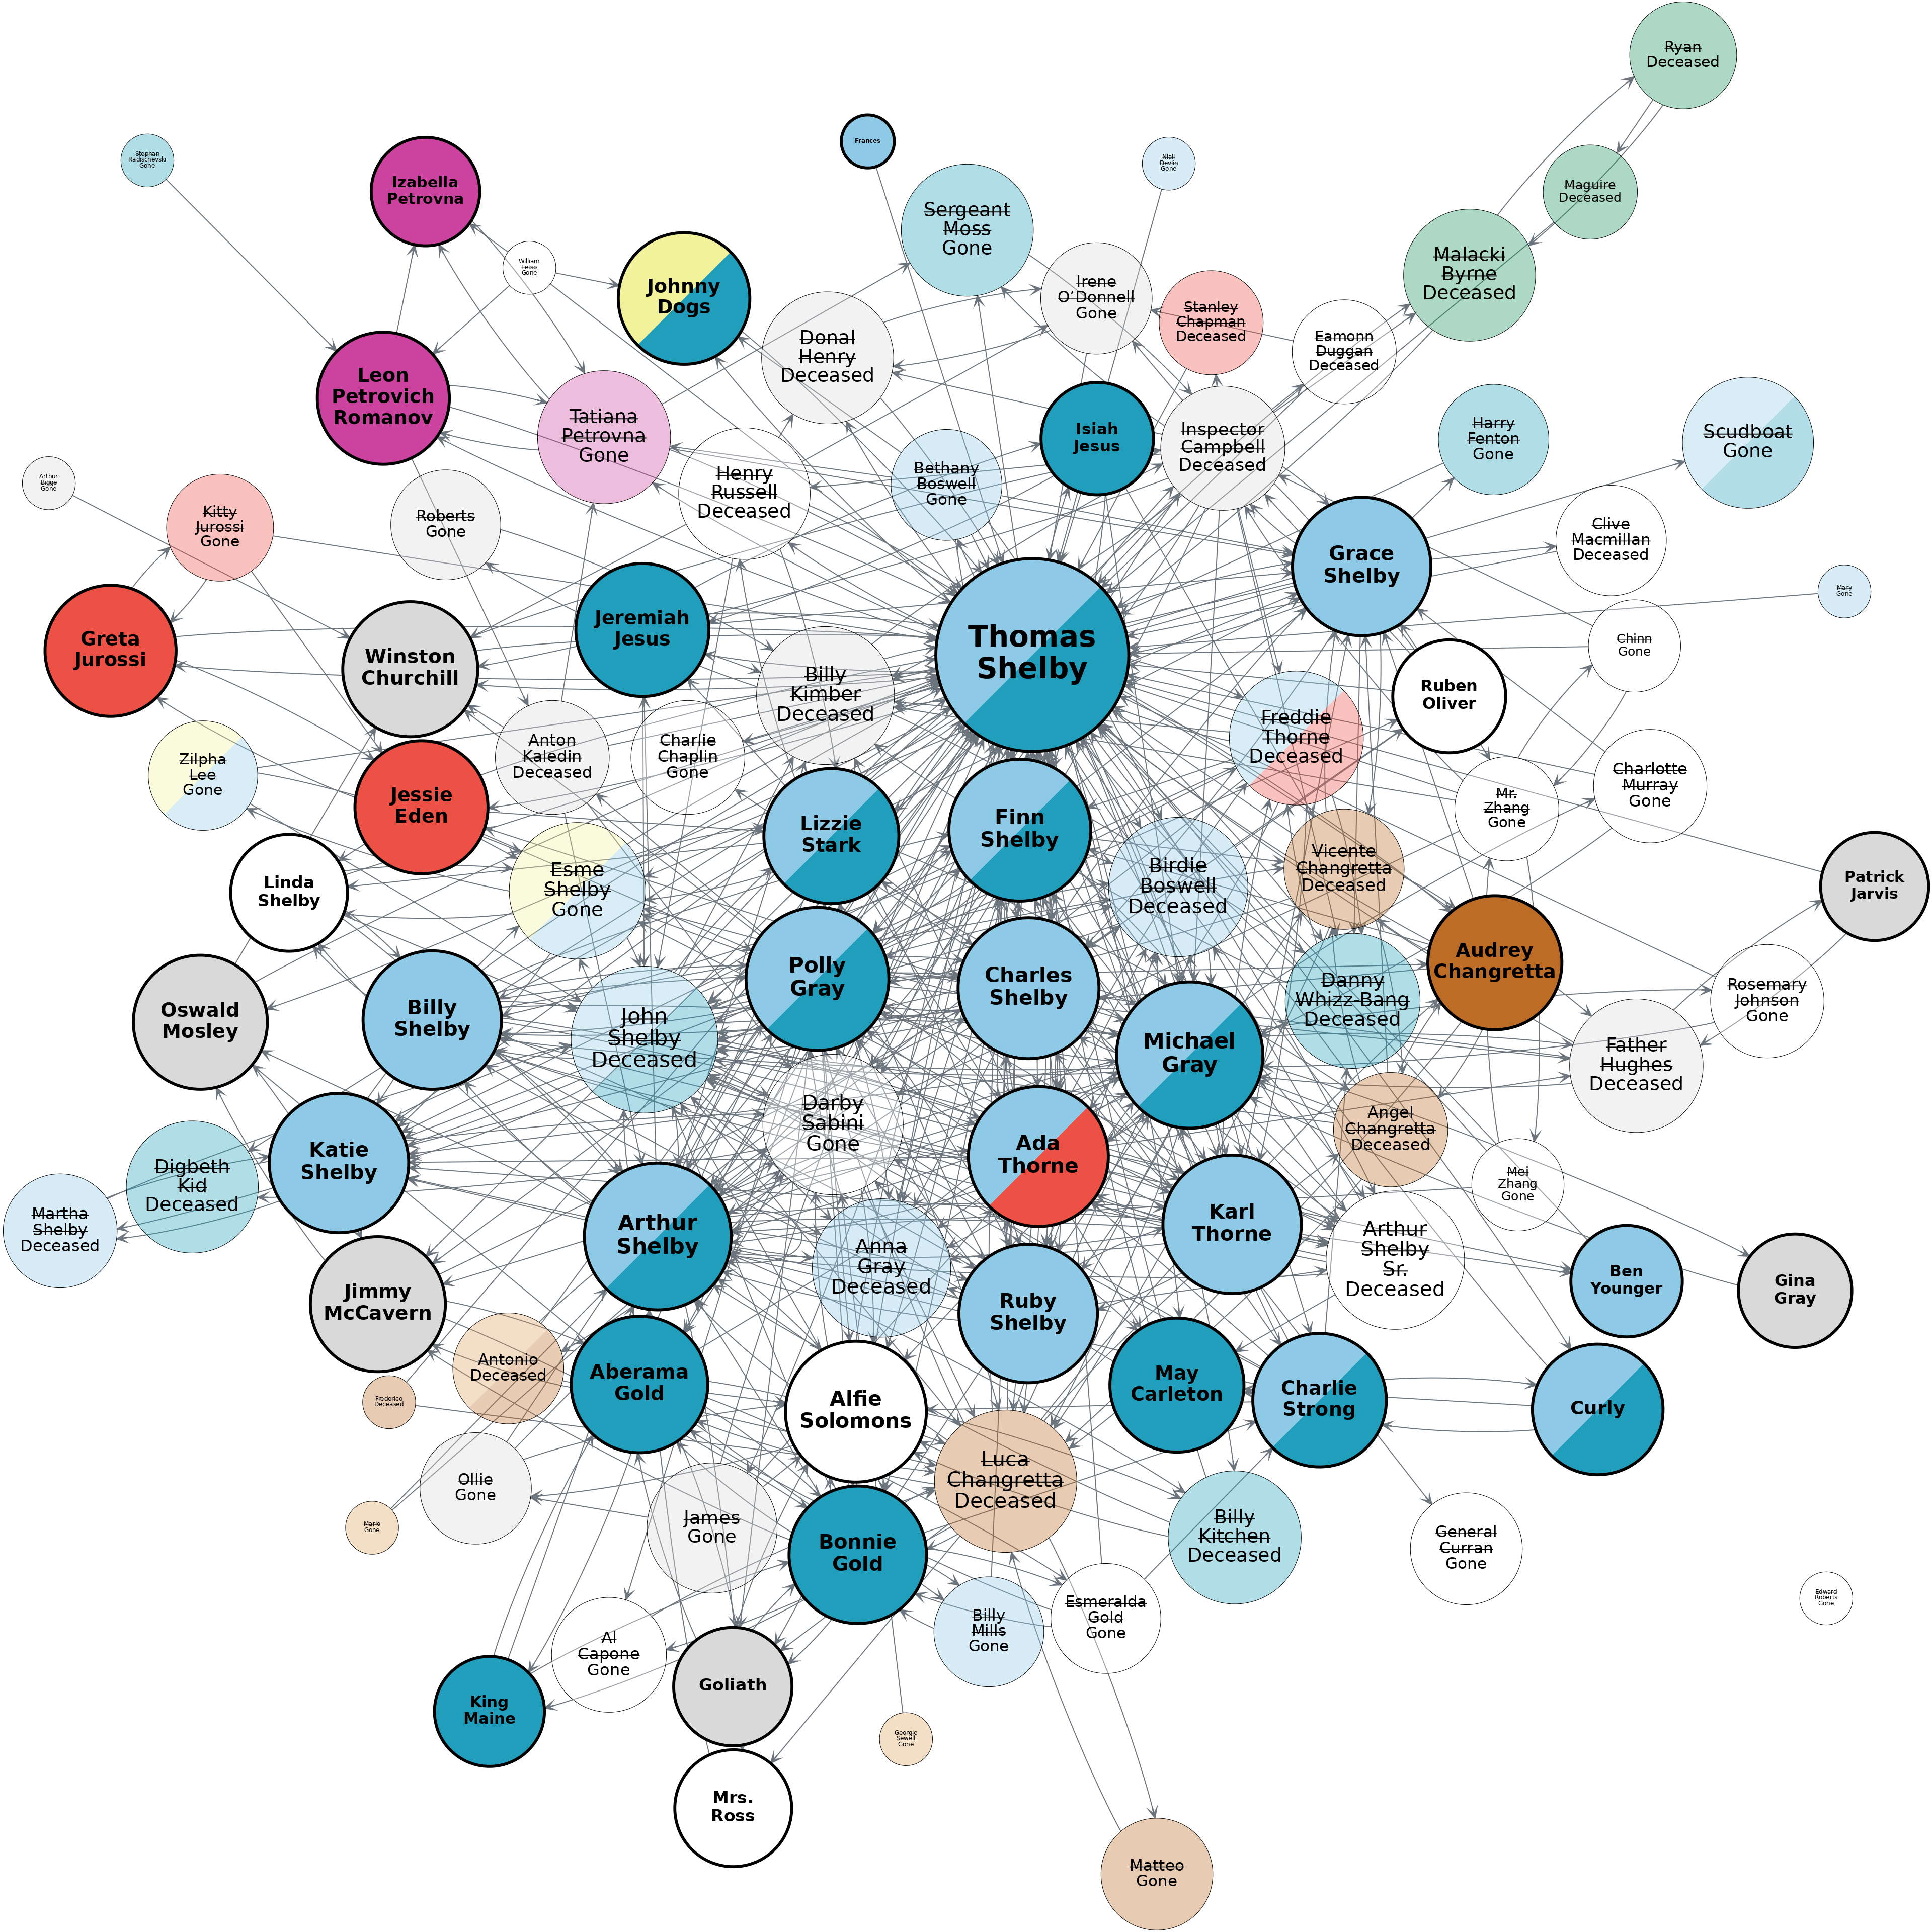 Ryan
Deceased
Frances
Stephan
Radischevski
Gone
Niall
Devlin
Gone
Maguire
Deceased
Izabella
Petrovna
Sergeant
Moss
Gone
William
Letso
Gone
Malacki
Byrne
Deceased
Johnny
Dogs
Irene
O'Donnell
Gone
Stanley
Chapman
Deceased
Donal
Henry
Deceased
Eamonn
Duggan
Deceased
Leon
Petrovich
Romanov
Tatiana
Petrovna
Gone
Isiah
Jesus
Inspector
Campbell
Deceased
Harry
Fenton
Gone
Scudboat
Gone
Arthur
Bigge
Gone
Henry
Russell
Deceased
Bethany
Boswell
Gone
Kitty
Jurossi
Gone
Roberts
Gone
Clive
Macmillan
Deceased
Grace
Shelby
Mary
Gone
Jeremiah
Jesus
Greta
Jurossi
Thomas
Shelby
Chinn
Gone
Winston
Churchill
Billy
Kimber
Deceased
Ruben
Oliver
Freddie
Thorne
Deceased
Anton
Kaledin
Deceased
Charlie
Chaplin
Gone
Zilpha
Lee
Gone
Charlotte
Murray
Gone
Jessie
Eden
Mr.
Zhang
Gone
Lizzie
Stark
Finn
Shelby
Vicente
Changretta
Deceased
Linda
Shelby
Esme
Shelby
Gone
Birdie
Boswell
Deceased
Patrick
Jarvis
Audrey
Changretta
Polly
Gray
Charles
Shelby
Danny
Whizz-Bang
Deceased
Rosemary
Johnson
Gone
Oswald
Mosley
Billy
Shelby
John
Shelby
Deceased
Michael
Gray
Father
Hughes
Deceased
Darby
Sabini
Gone
Angel
Changretta
Deceased
Katie
Shelby
Ada
Thorne
Digbeth
Kid
Deceased
Mei
Zhang
Gone
Martha
Shelby
Deceased
Arthur
Shelby
Karl
Thorne
Arthur
Shelby
Sr.
Deceased
Anna
Gray
Deceased
Ben
Younger
Gina
Gray
Jimmy
McCavern
Ruby
Shelby
Antonio
Deceased
Aberama
Gold
May
Carleton
Charlie
Strong
Curly
Frederico
Deceased
Alfie
Solomons
Luca
Changretta
Deceased
Ollie
Gone
James
Gone
Billy
Kitchen
Deceased
Mario
Gone
Bonnie
Gold
General
Curran
Gone
Edward
Roberts
Gone
Esmeralda
Gold
Gone
Billy
Mills
Gone
Al
Capone
Gone
Goliath
King
Maine
Georgie
Sewell
Gone
Mrs.
Ross
Matteo
Gone